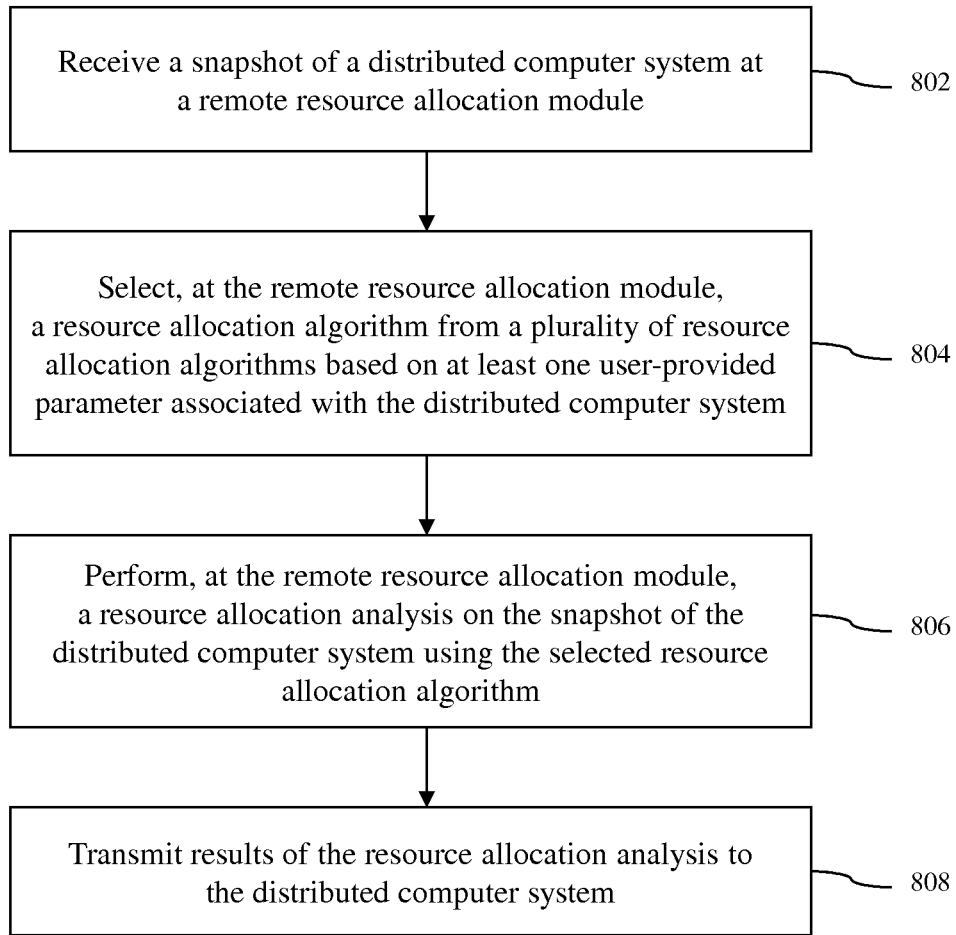 Receive a snapshot of a distributed computer system at
a remote resource allocation module
802
Select, at the remote resource allocation module,
a resource allocation algorithm from a plurality of resource
allocation algorithms based on at least one user-provided
parameter associated with the distributed computer system
804
Perform, at the remote resource allocation module,
a resource allocation analysis on the snapshot of the
distributed computer system using the selected resource
allocation algorithm
806
Transmit results of the resource allocation analysis to
the distributed computer system
808